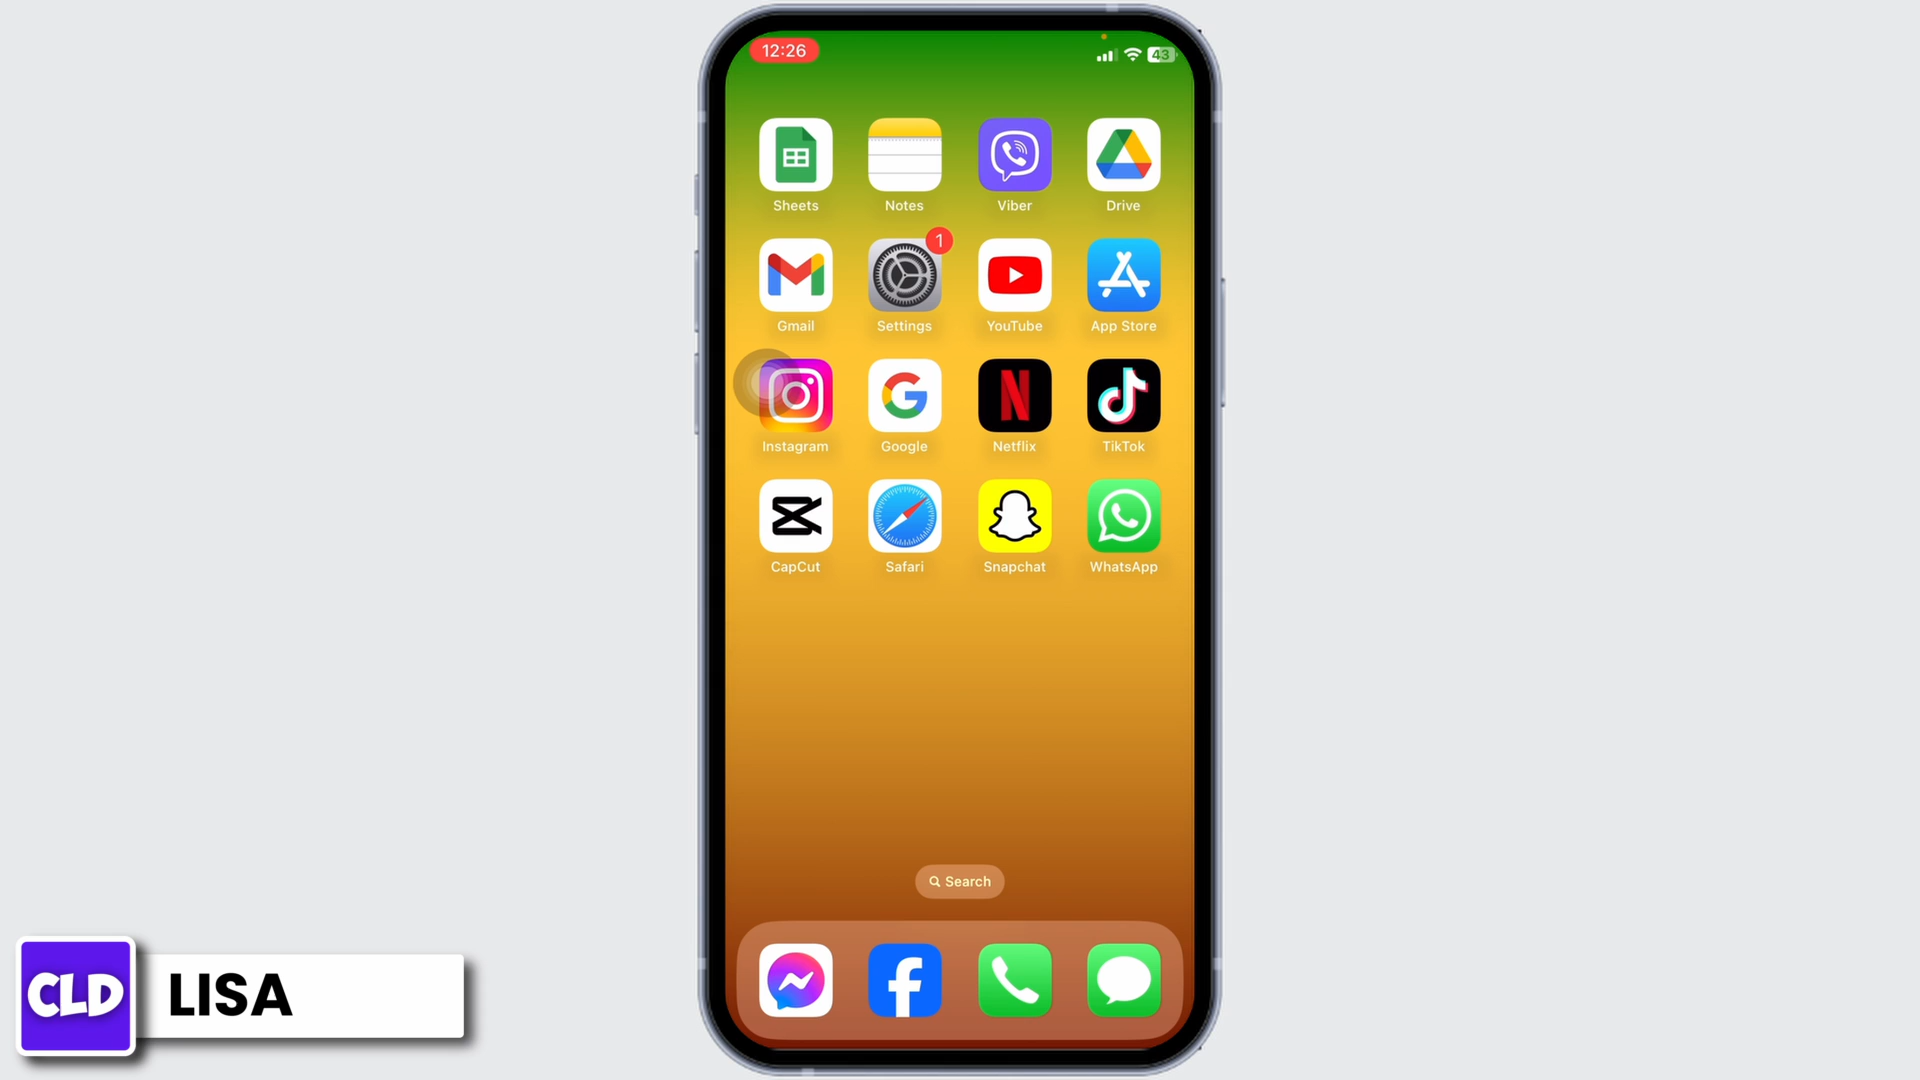 12:26
43
Sheets Notes Viber Drive
1
Gmail Settings YouTube App Store
Instagram Google Netflix TikTok
CapCut Safari Snapchat WhatsApp
Search
CLD LISA